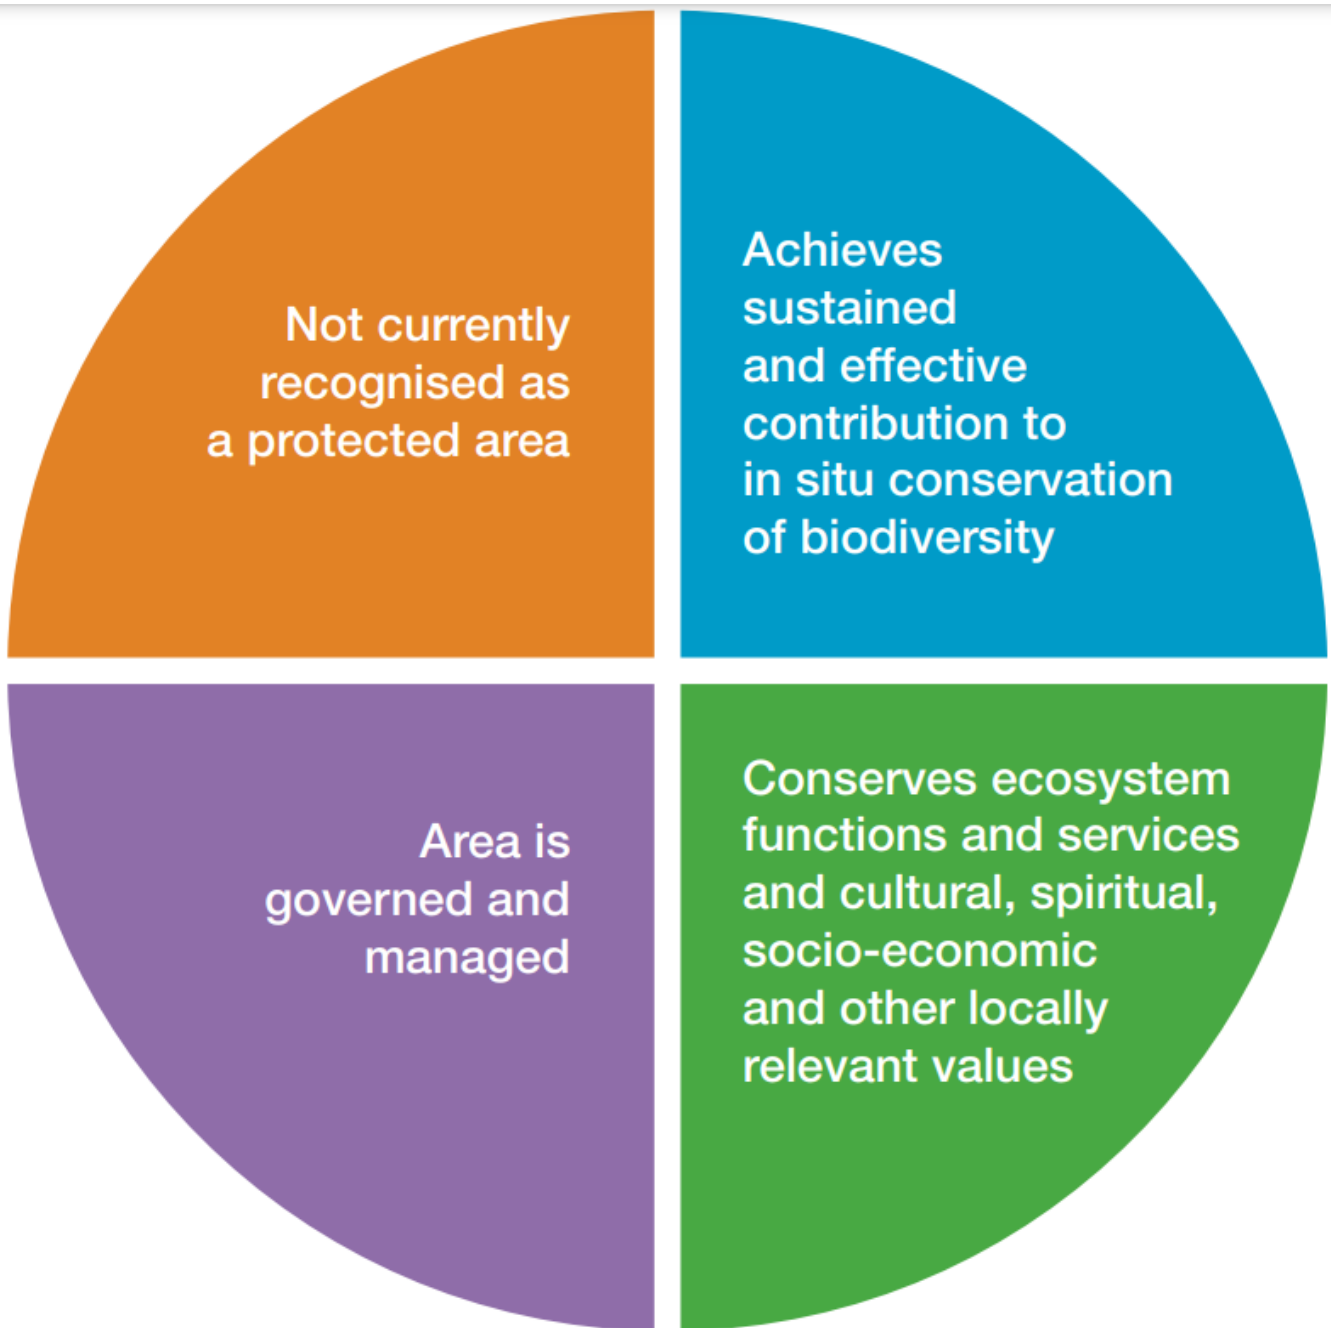 Not currently
recognised as
a protected area
Achieves
sustained
and effective
contribution to
in situ conservation
of biodiversity
Area is
governed and
managed
Conserves ecosystem
functions and services
and cultural, spiritual,
socio-economic
and other locally
relevant values